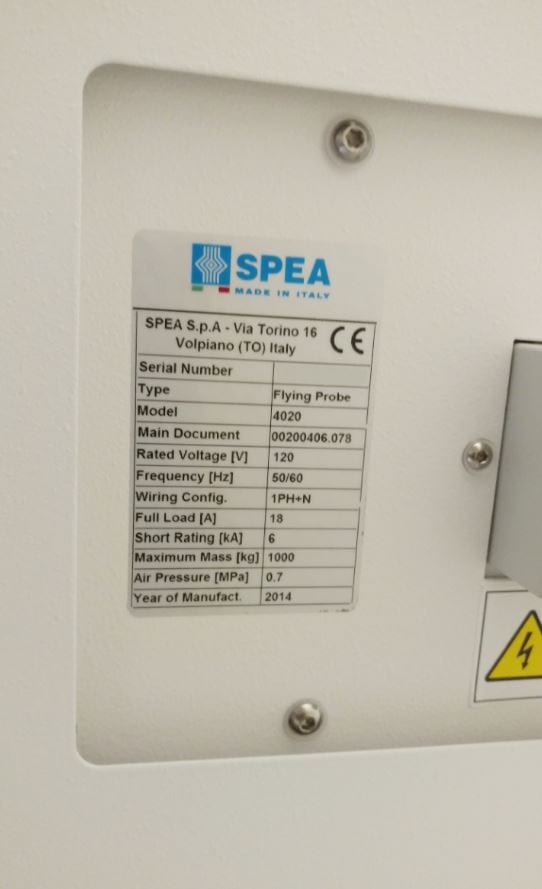 SPEA
MADE IN ITALY
SPEA S.p.A - Via Torino 16
Volpiano (TO) Italy
CE
Serial Number
Type Flying Probe
Model 4020
Main Document 00200406.078
Rated Voltage [V] 120
Frequency [Hz] 50/60
Wiring Config. 1PH+N
Full Load [A] 18
Short Rating [kA] 6
Maximum Mass [kg] 1000
Air Pressure [MPa] 0.7
Year of Manufact. 2014